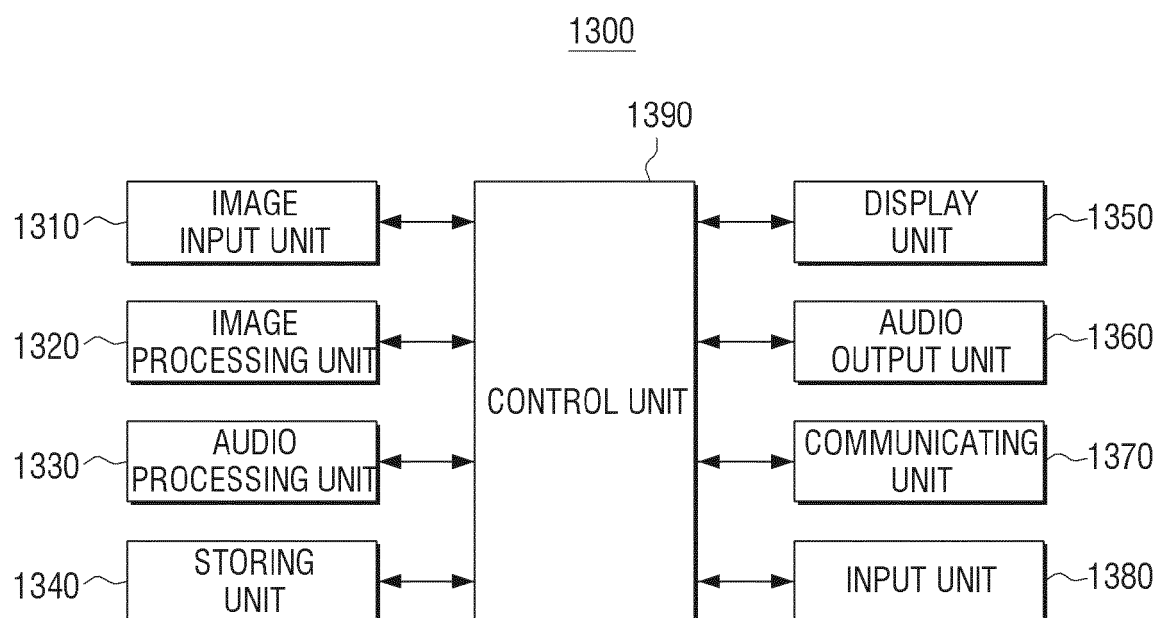 1300
1390
1310
IMAGE
INPUT UNIT
DISPLAY
UNIT
1350
1320
IMAGE
PROCESSING UNIT
AUDIO
OUTPUT UNIT
1360
CONTROL UNIT
1330
AUDIO
PROCESSING UNIT
COMMUNICATING
UNIT
1370
1340
STORING
UNIT
INPUT UNIT
1380